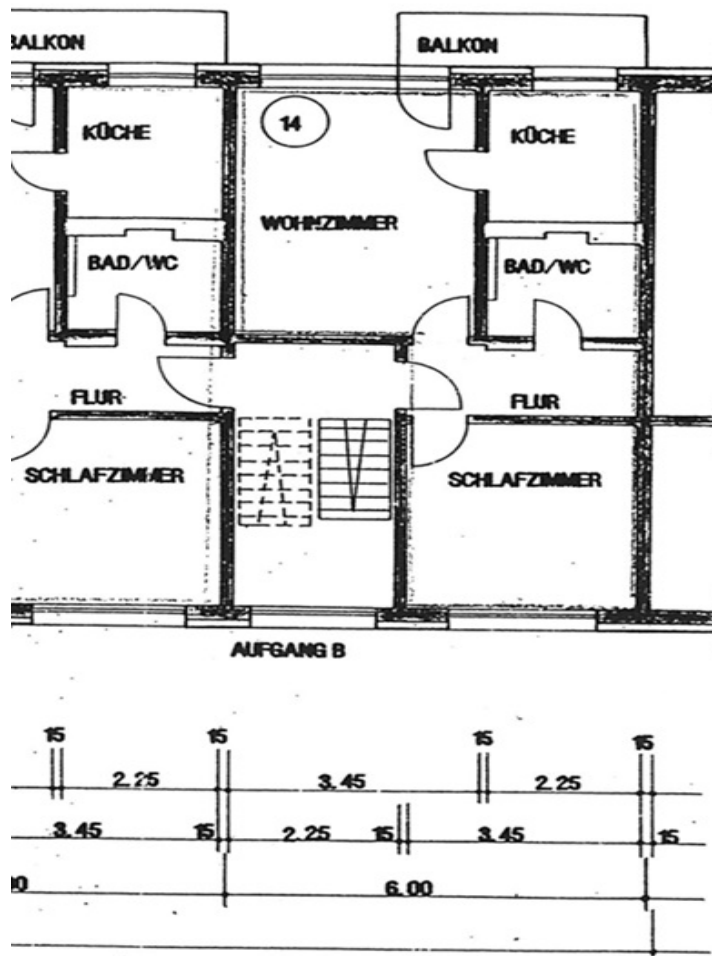 BALKON
BALKON
14
KÜCHE
KÜCHE
WOHNZIMMER
BAD/WC
BAD/WC
FLUR
FLUR
SCHLAFZIMMER
SCHLAFZIMMER
AUFGANG B
15
15
15
15
2.25
3.45
2.25
3.45
15
2.25
15
3.45
15
6.00